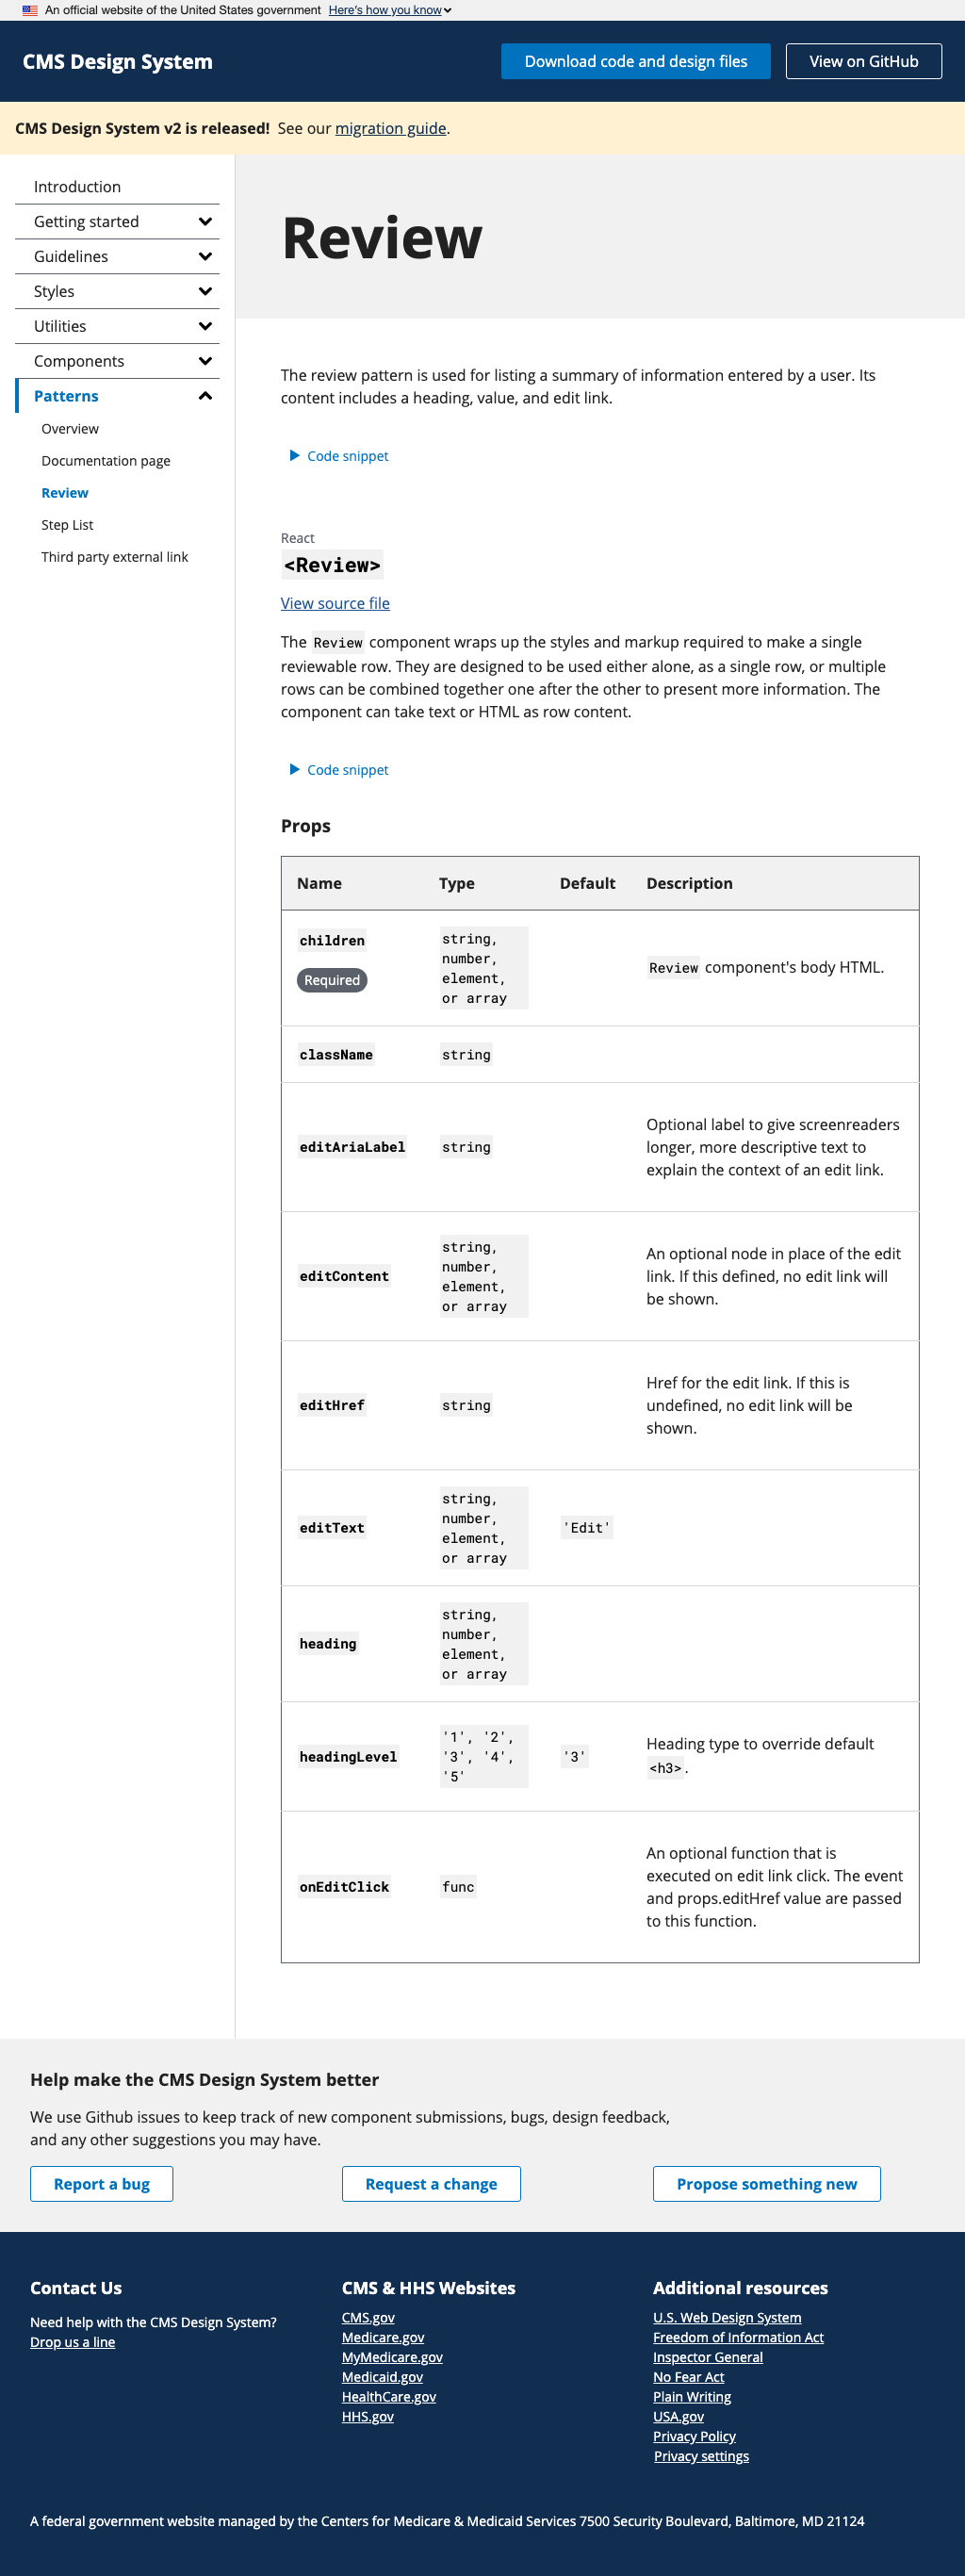 An official website of the United States government Here's how you know
CMS Design System
Download code and design files
View on GitHub
CMS Design System v2 is released! See our migration guide.
Introduction
Getting started
Guidelines
Styles
Utilities
Components
Patterns
Overview
Documentation page
Review
Step List
Third party external link
Review
The review pattern is used for listing a summary of information entered by a user. Its
content includes a heading, value, and edit link.
Code snippet
React
<Review>
View source file
The Review component wraps up the styles and markup required to make a single
reviewable row. They are designed to be used either alone, as a single row, or multiple
rows can be combined together one after the other to present more information. The
component can take text or HTML as row content.
Code snippet
Props
Name Type Default Description
children
Required
string,
number,
element,
or array
Review component's body HTML.
className string
editAriaLabel string
Optional label to give screenreaders
longer, more descriptive text to
explain the context of an edit link.
editContent
string,
number,
element,
or array
An optional node in place of the edit
link. If this defined, no edit link will
be shown.
editHref string
Href for the edit link. If this is
undefined, no edit link will be
shown.
editText
string,
number,
element,
or array
'Edit'
heading
string,
number,
element,
or array
headingLevel
'1', '2',
'3', '4',
'5'
'3'
Heading type to override default
<h3>.
onEditClick func
An optional function that is
executed on edit link click. The event
and props.editHref value are passed
to this function.
Help make the CMS Design System better
We use Github issues to keep track of new component submissions, bugs, design feedback,
and any other suggestions you may have.
Report a bug
Request a change
Propose something new
Contact Us
Need help with the CMS Design System?
Drop us a line
CMS & HHS Websites
CMS.gov
Medicare.gov
MyMedicare.gov
Medicaid.gov
HealthCare.gov
HHS.gov
Additional resources
U.S. Web Design System
Freedom of Information Act
Inspector General
No Fear Act
Plain Writing
USA.gov
Privacy Policy
Privacy settings
A federal government website managed by the Centers for Medicare & Medicaid Services 7500 Security Boulevard, Baltimore, MD 21124